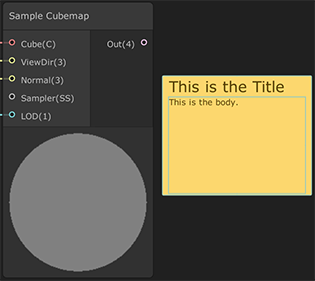 Sample Cubemap
Cube(C)
Out(4)
ViewDir(3)
Normal(3)
Sampler(SS)
LOD(1)
This is the Title
This is the body.